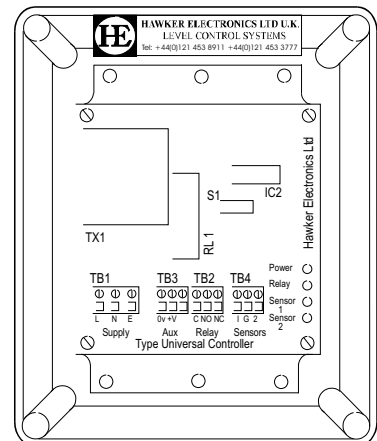 HE
HAWKER ELECTRONICS LTD U.K.
LEVEL CONTROL SYSTEMS
Tel: +44(0)121 453 8911 +44(0)121 453 3777
TX1
RL 1
S1
IC2
Hawker Electronics Ltd
Power
Relay
Sensor
1
Sensor
2
TB1 TB3 TB2 TB4
L N E 0v +V C NO NC I G 2
Supply Aux Relay Sensors
Type Universal Controller